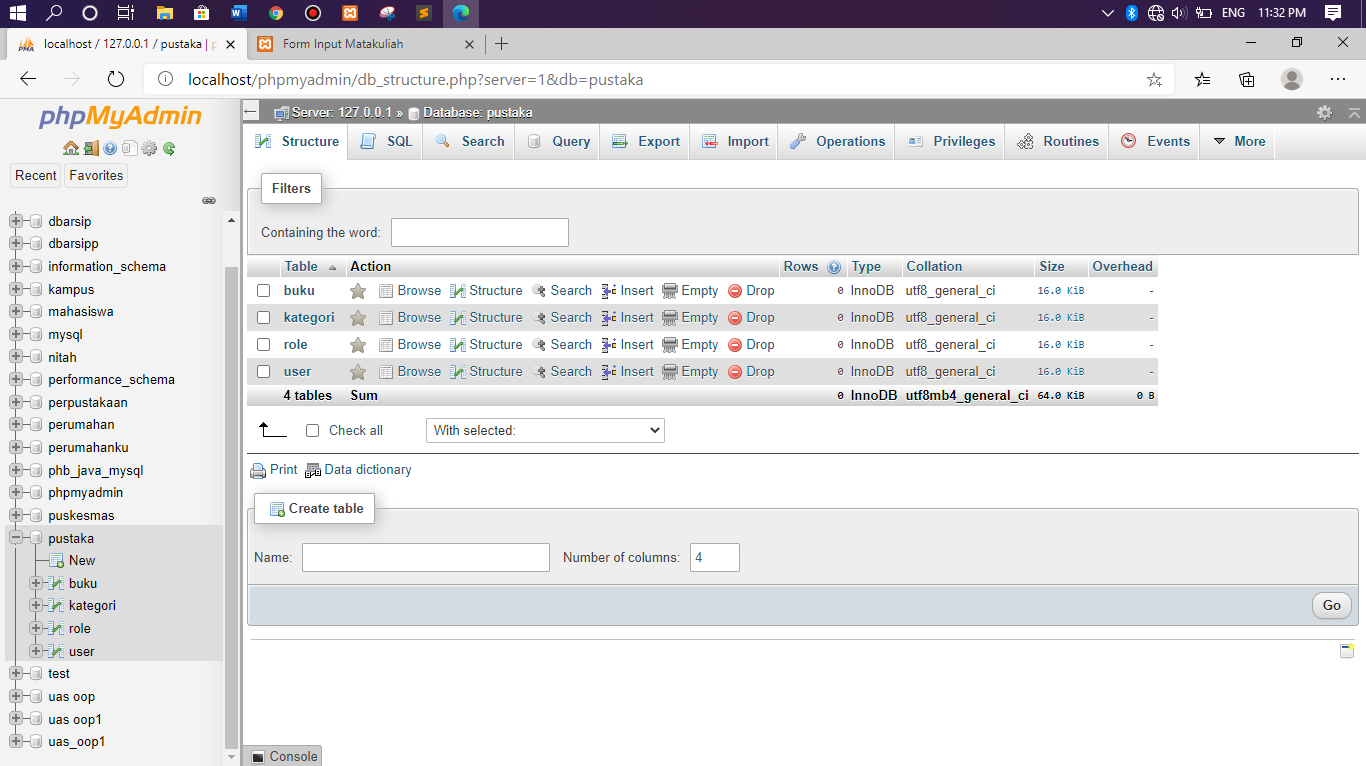 ENG 11:32 PM
localhost / 127.0.0.1 / pustaka |
Form Input Matakuliah
localhost/phpmyadmin/db_structure.php?server=1&db=pustaka
phpMyAdmin
Recent Favorites
dbarsip
dbarsipp
information_schema
kampus
mahasiswa
mysql
nitah
performance_schema
perpustakaan
perumahan
perumahanku
phb_java_mysql
phpmyadmin
puskesmas
pustaka
New
buku
kategori
role
user
test
uas oop
uas oop1
uas_oop1
Server: 127.0.0.1 » Database: pustaka
Structure SQL Search Query Export Import Operations Privileges Routines Events More
Filters
Containing the word:
Table Action Rows Type Collation Size Overhead
buku Browse Structure Search Insert Empty Drop 0 InnoDB utf8_general_ci 16.0 KiB -
kategori Browse Structure Search Insert Empty Drop 0 InnoDB utf8_general_ci 16.0 KiB -
role Browse Structure Search Insert Empty Drop 0 InnoDB utf8_general_ci 16.0 KiB -
user Browse Structure Search Insert Empty Drop 0 InnoDB utf8_general_ci 16.0 KiB -
4 tables Sum 0 InnoDB utf8mb4_general_ci 64.0 KiB 0 B
Check all With selected:
Print Data dictionary
Create table
Name: Number of columns: 4
Go
Console